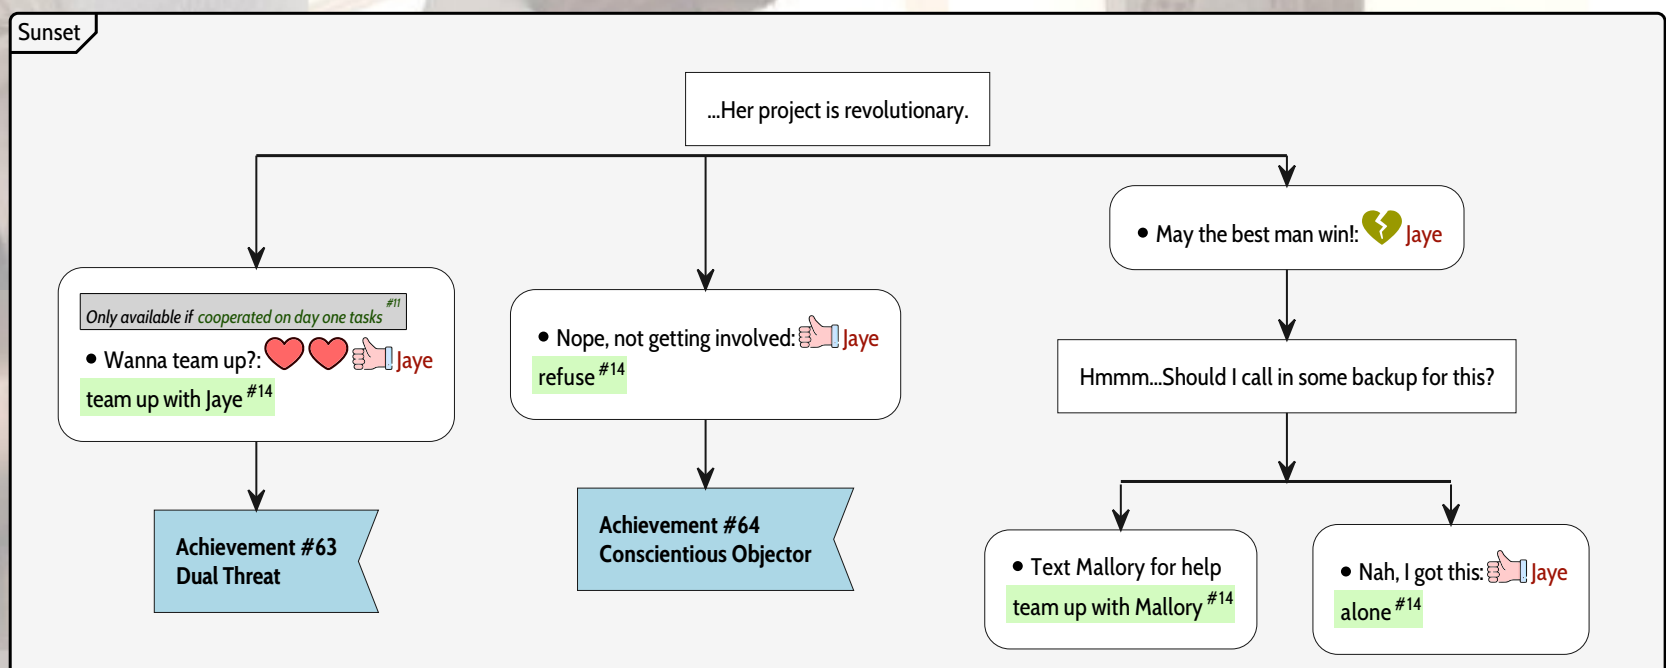 Sunset
...Her project is revolutionary.
Only available if cooperated on day one tasks #11
• Wanna team up?: Jaye
team up with Jaye #14
Achievement #63
Dual Threat
• Nope, not getting involved: Jaye
refuse #14
Achievement #64
Conscientious Objector
• May the best man win!: Jaye
Hmmm...Should I call in some backup for this?
• Text Mallory for help
team up with Mallory #14
• Nah, I got this: Jaye
alone #14